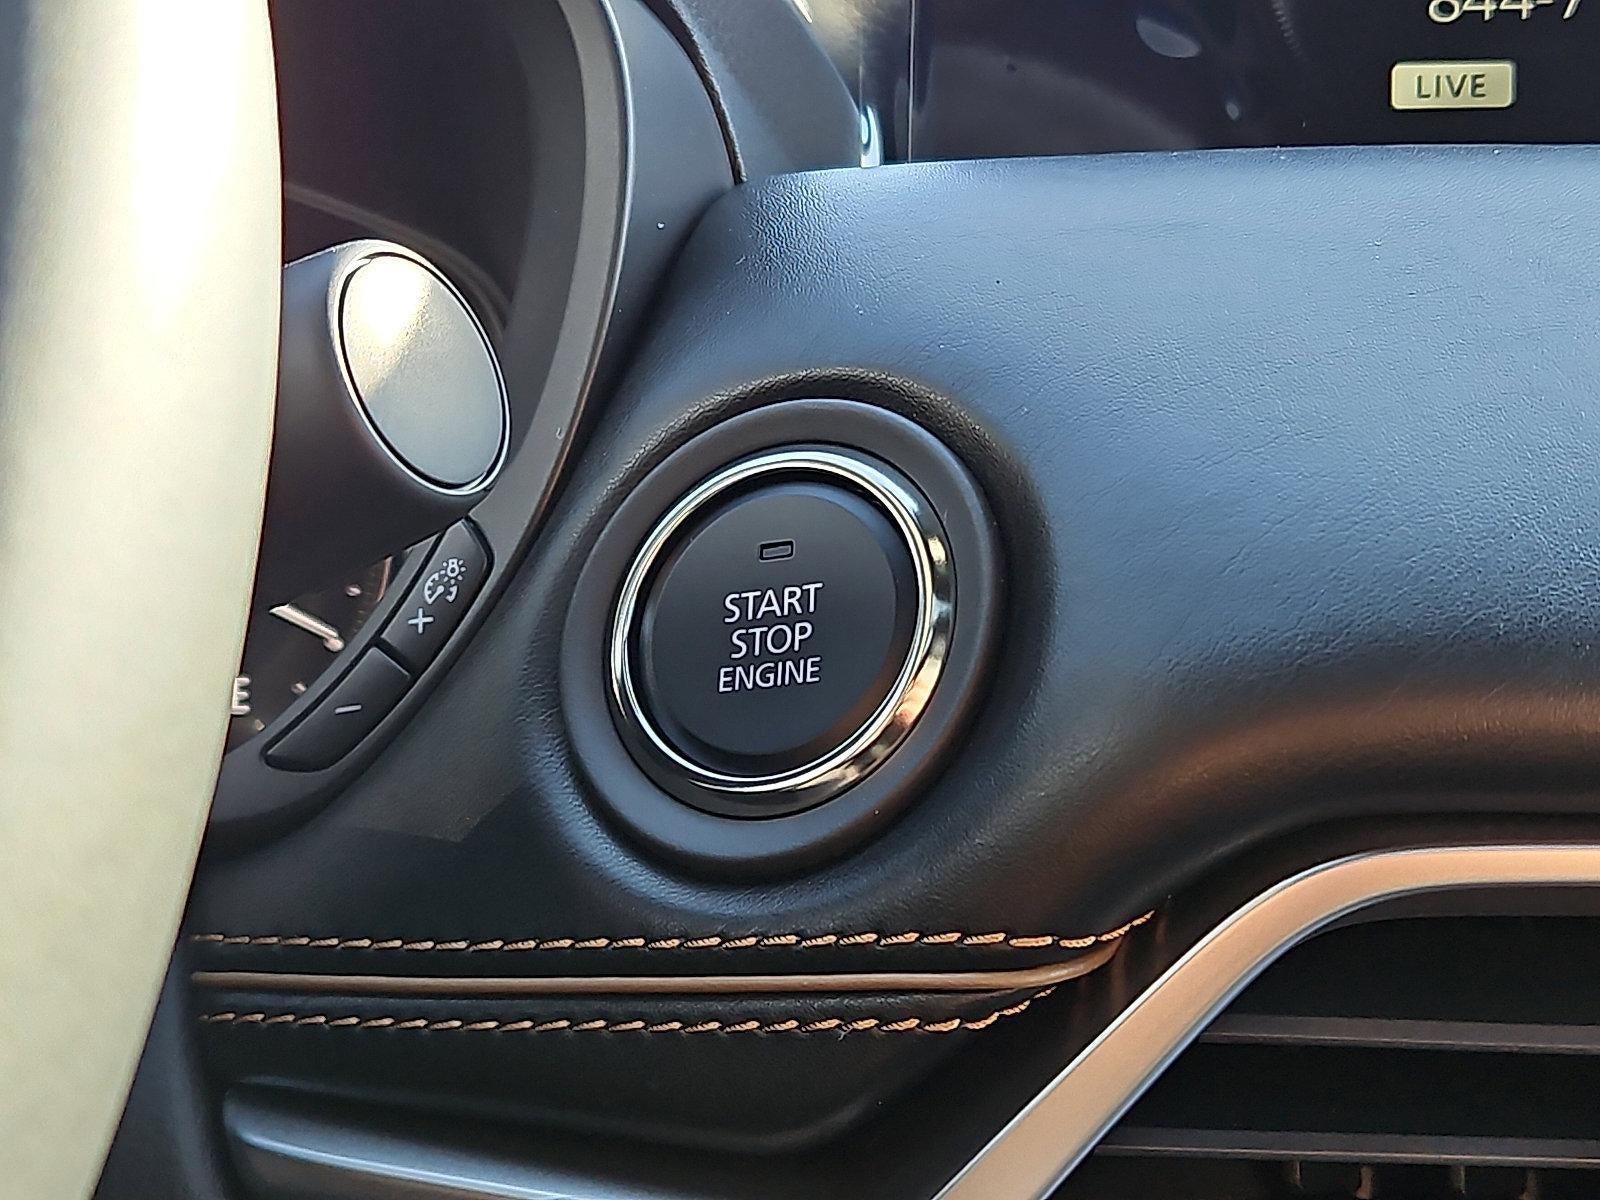 844-7
LIVE
START
STOP
ENGINE
+
-
E